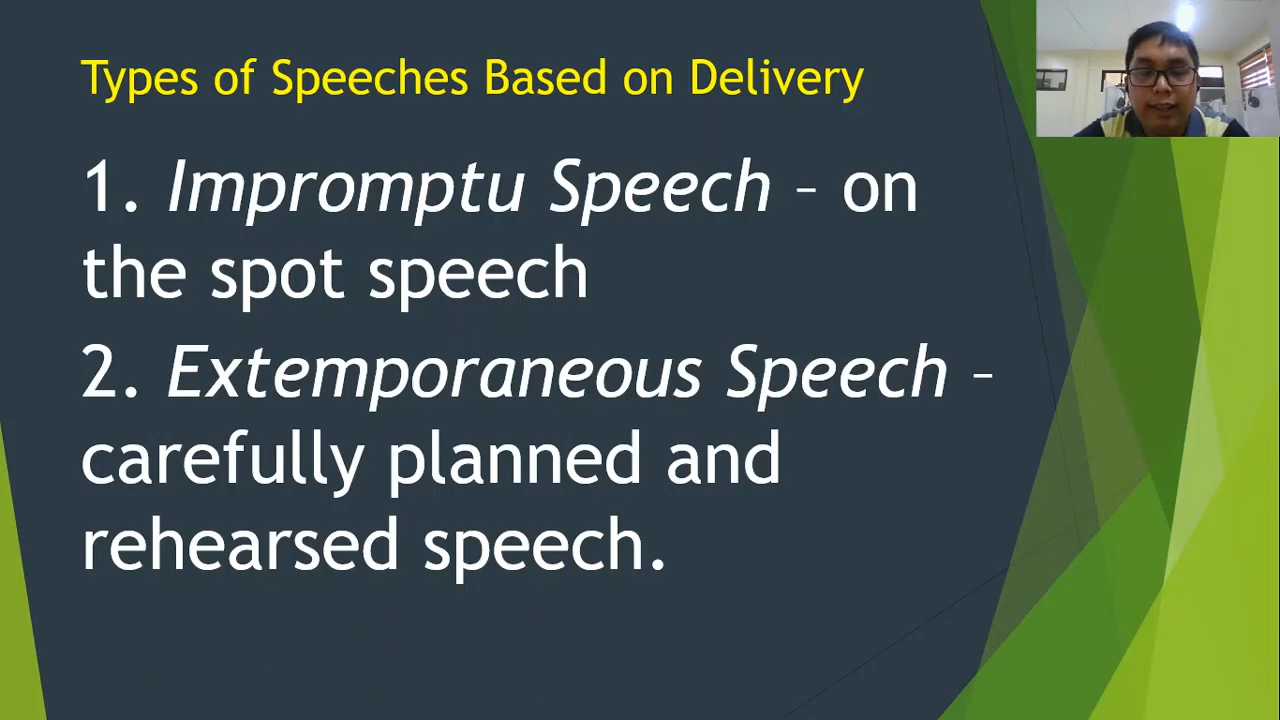 Types of Speeches Based on Delivery
1. Impromptu Speech – on
the spot speech
2. Extemporaneous Speech –
carefully planned and
rehearsed speech.